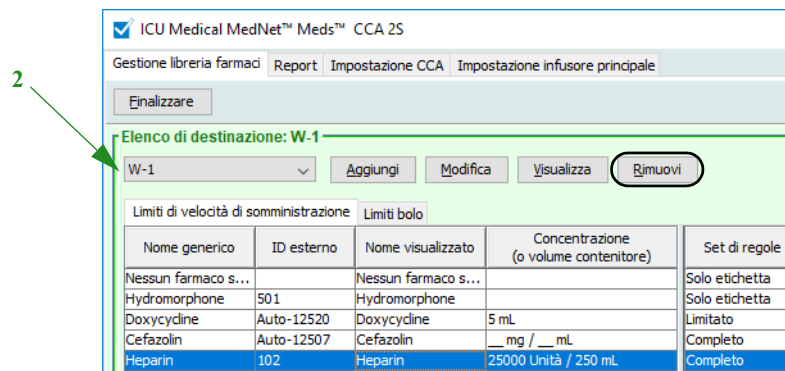 ICU Medical MedNet™ Meds™ CCA 2S
Gestione libreria farmaci Report Impostazione CCA Impostazione infusore principale
2
Finalizzare
Elenco di destinazione: W-1
W-1 Aggiungi Modifica Visualizza Rimuovi
Limiti di velocità di somministrazione Limiti bolo
Nome generico ID esterno Nome visualizzato Concentrazione (o volume contenitore) Set di regole
Nessun farmaco s... Nessun farmaco s... Solo etichetta
Hydromorphone 501 Hydromorphone Solo etichetta
Doxycycline Auto-12520 Doxycycline 5 mL Limitato
Cefazolin Auto-12507 Cefazolin __ mg / __ mL Completo
Heparin 102 Heparin 25000 Unità / 250 mL Completo